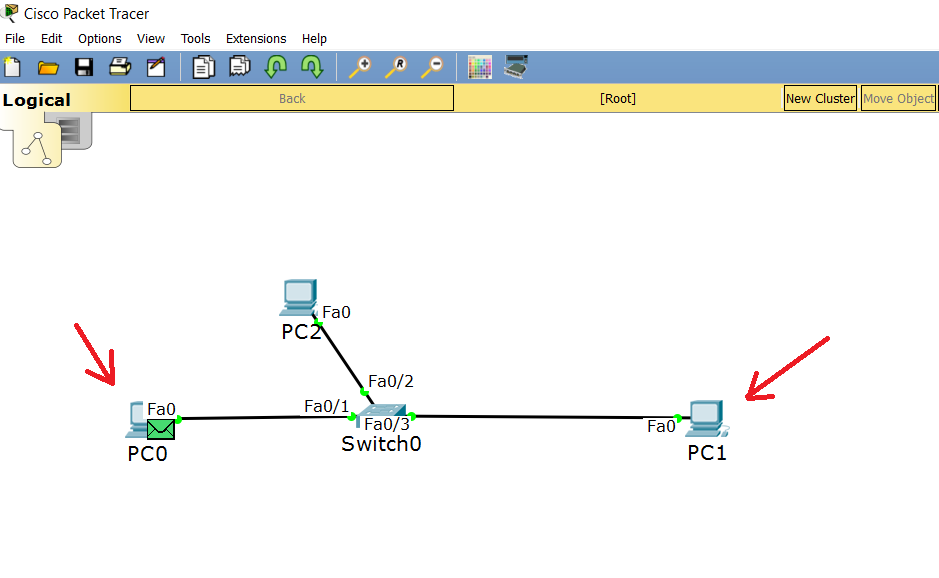 Cisco Packet Tracer
File Edit Options View Tools Extensions Help
Logical Back [Root] New Cluster Move Object
Fa0
PC2
Fa0/2
Fa0 Fa0/1
Fa0/3 Fa0
PC0 Switch0 PC1